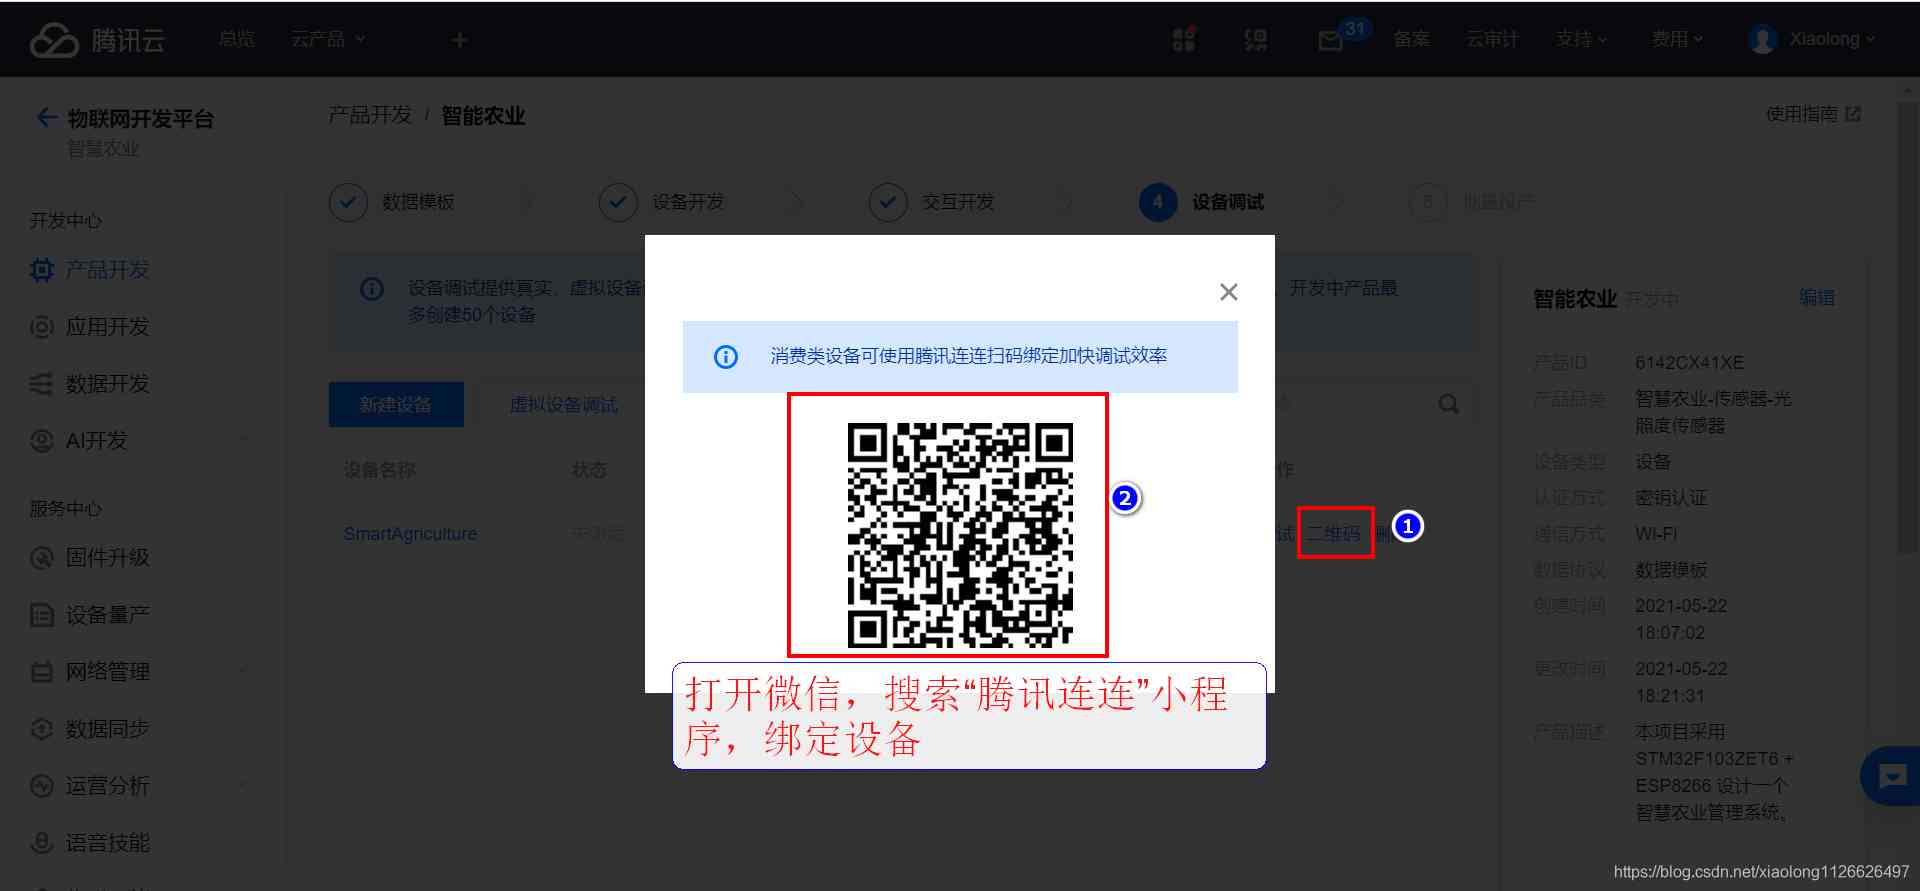 腾讯云
总览
云产品
31
备案
云审计
支持
费用
Xiaolong
物联网开发平台
智慧农业
产品开发 / 智能农业
使用指南
数据模板
设备开发
交互开发
4 设备调试
5 批量投产
开发中心
产品开发
应用开发
数据开发
AI开发
服务中心
固件升级
设备量产
网络管理
数据同步
运营分析
语音技能
设备调试提供真实、虚拟设备
、开发中产品最
多创建50个设备
新建设备
虚拟设备调试
设备名称
状态
作
SmartAgriculture
试 二维码 删
1
消费类设备可使用腾讯连连扫码绑定加快调试效率
2
打开微信，搜索“腾讯连连”小程
序，绑定设备
智能农业 开发中
编辑
产品ID 6142CX41XE
产品品类 智慧农业-传感器-光
照度传感器
设备类型 设备
认证方式 密钥认证
通信方式 WI-FI
数据协议 数据模板
创建时间 2021-05-22
18:07:02
更改时间 2021-05-22
18:21:31
产品描述 本项目采用
STM32F103ZET6 +
ESP8266 设计一个
智慧农业管理系统。
https://blog.csdn.net/xiaolong1126626497